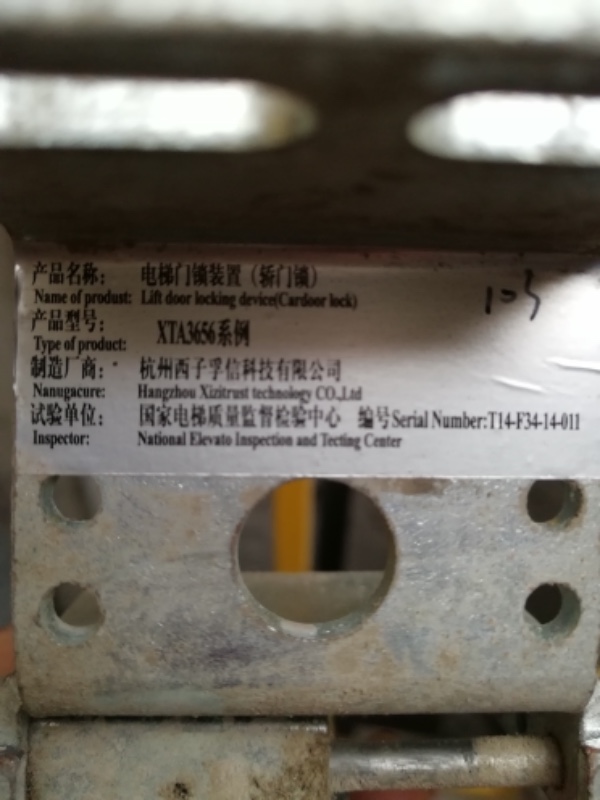 产品名称： 电梯门锁装置（轿门锁）
Name of product: Lift door locking device(Cardoor lock)
105
产品型号： XTA3656系例
Type of product:
制造厂商： 杭州西子孚信科技有限公司
Nanugacure: Hangzhou Xizitrust technology CO.,Ltd
试验单位： 国家电梯质量监督检验中心 编号Serial Number:T14-F34-14-011
Inspector: National Elevato Inspection and Tecting Center